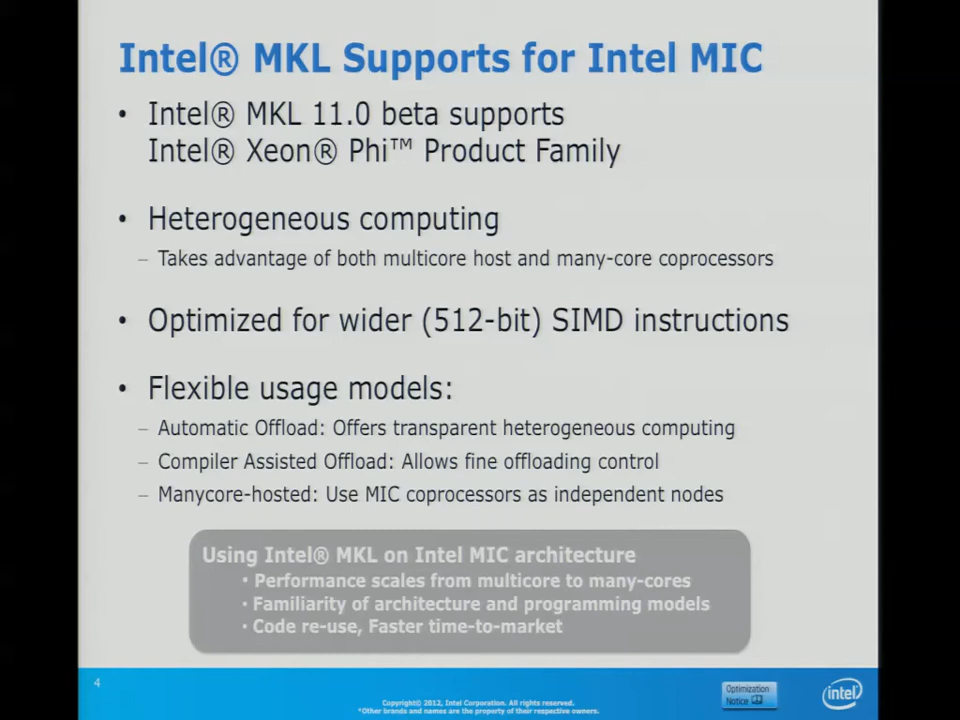 Intel® MKL Supports for Intel MIC
• Intel® MKL 11.0 beta supports
Intel® Xeon® Phi™ Product Family
• Heterogeneous computing
– Takes advantage of both multicore host and many-core coprocessors
• Optimized for wider (512-bit) SIMD instructions
• Flexible usage models:
– Automatic Offload: Offers transparent heterogeneous computing
– Compiler Assisted Offload: Allows fine offloading control
– Manycore-hosted: Use MIC coprocessors as independent nodes
Using Intel® MKL on Intel MIC architecture
• Performance scales from multicore to many-cores
• Familiarity of architecture and programming models
• Code re-use, Faster time-to-market
4
Copyright© 2012, Intel Corporation. All rights reserved.
*Other brands and names are the property of their respective owners.
Optimization
Notice
intel